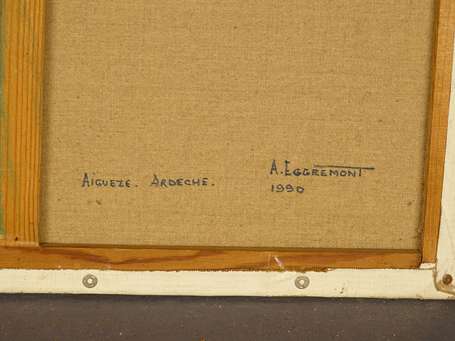 AIGUEZE. ARDECHE.
A. EGGREMONT
1990